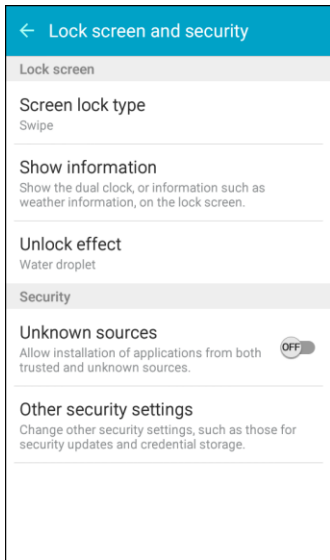 Lock screen and security
Lock screen
Screen lock type
Swipe
Show information
Show the dual clock, or information such as
weather information, on the lock screen.
Unlock effect
Water droplet
Security
Unknown sources
Allow installation of applications from both
trusted and unknown sources.
OFF
Other security settings
Change other security settings, such as those for
security updates and credential storage.